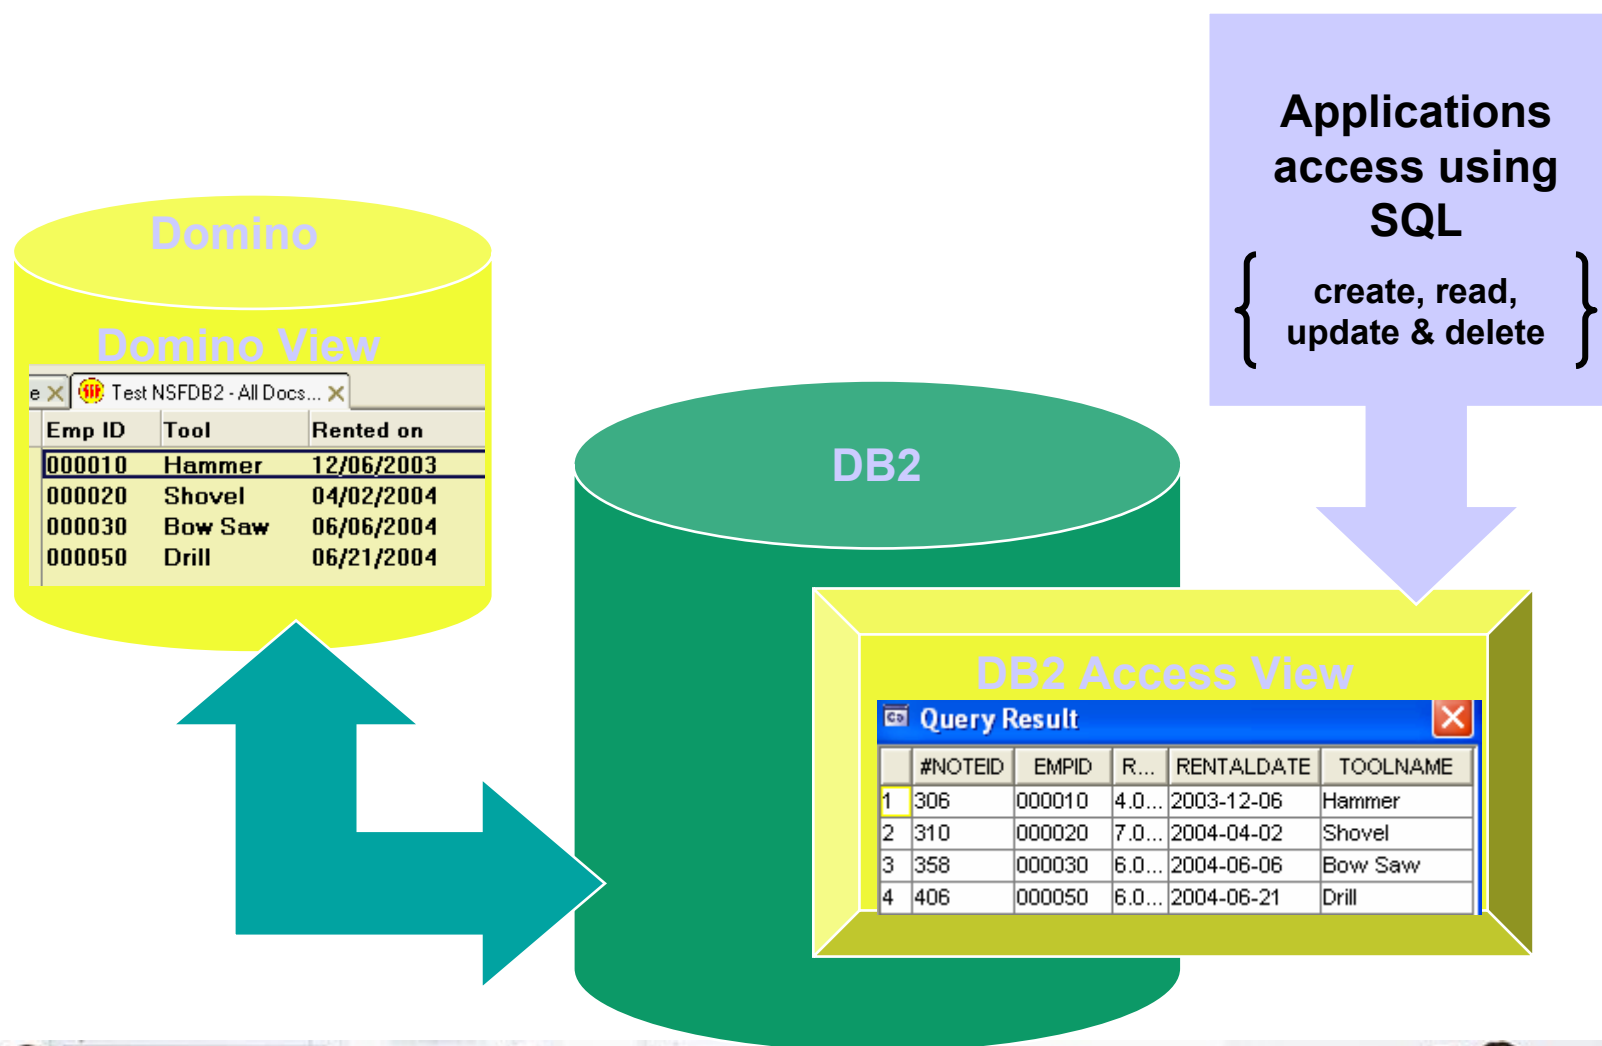 Applications
access using
SQL
create, read,
update & delete
Domino
Domino View
e Test NSFDB2 - All Docs...
Emp ID Tool Rented on
000010 Hammer 12/06/2003
000020 Shovel 04/02/2004
000030 Bow Saw 06/06/2004
000050 Drill 06/21/2004
DB2
DB2 Access View
Query Result
#NOTEID EMPID R... RENTALDATE TOOLNAME
1 306 000010 4.0... 2003-12-06 Hammer
2 310 000020 7.0... 2004-04-02 Shovel
3 358 000030 6.0... 2004-06-06 Bow Saw
4 406 000050 6.0... 2004-06-21 Drill